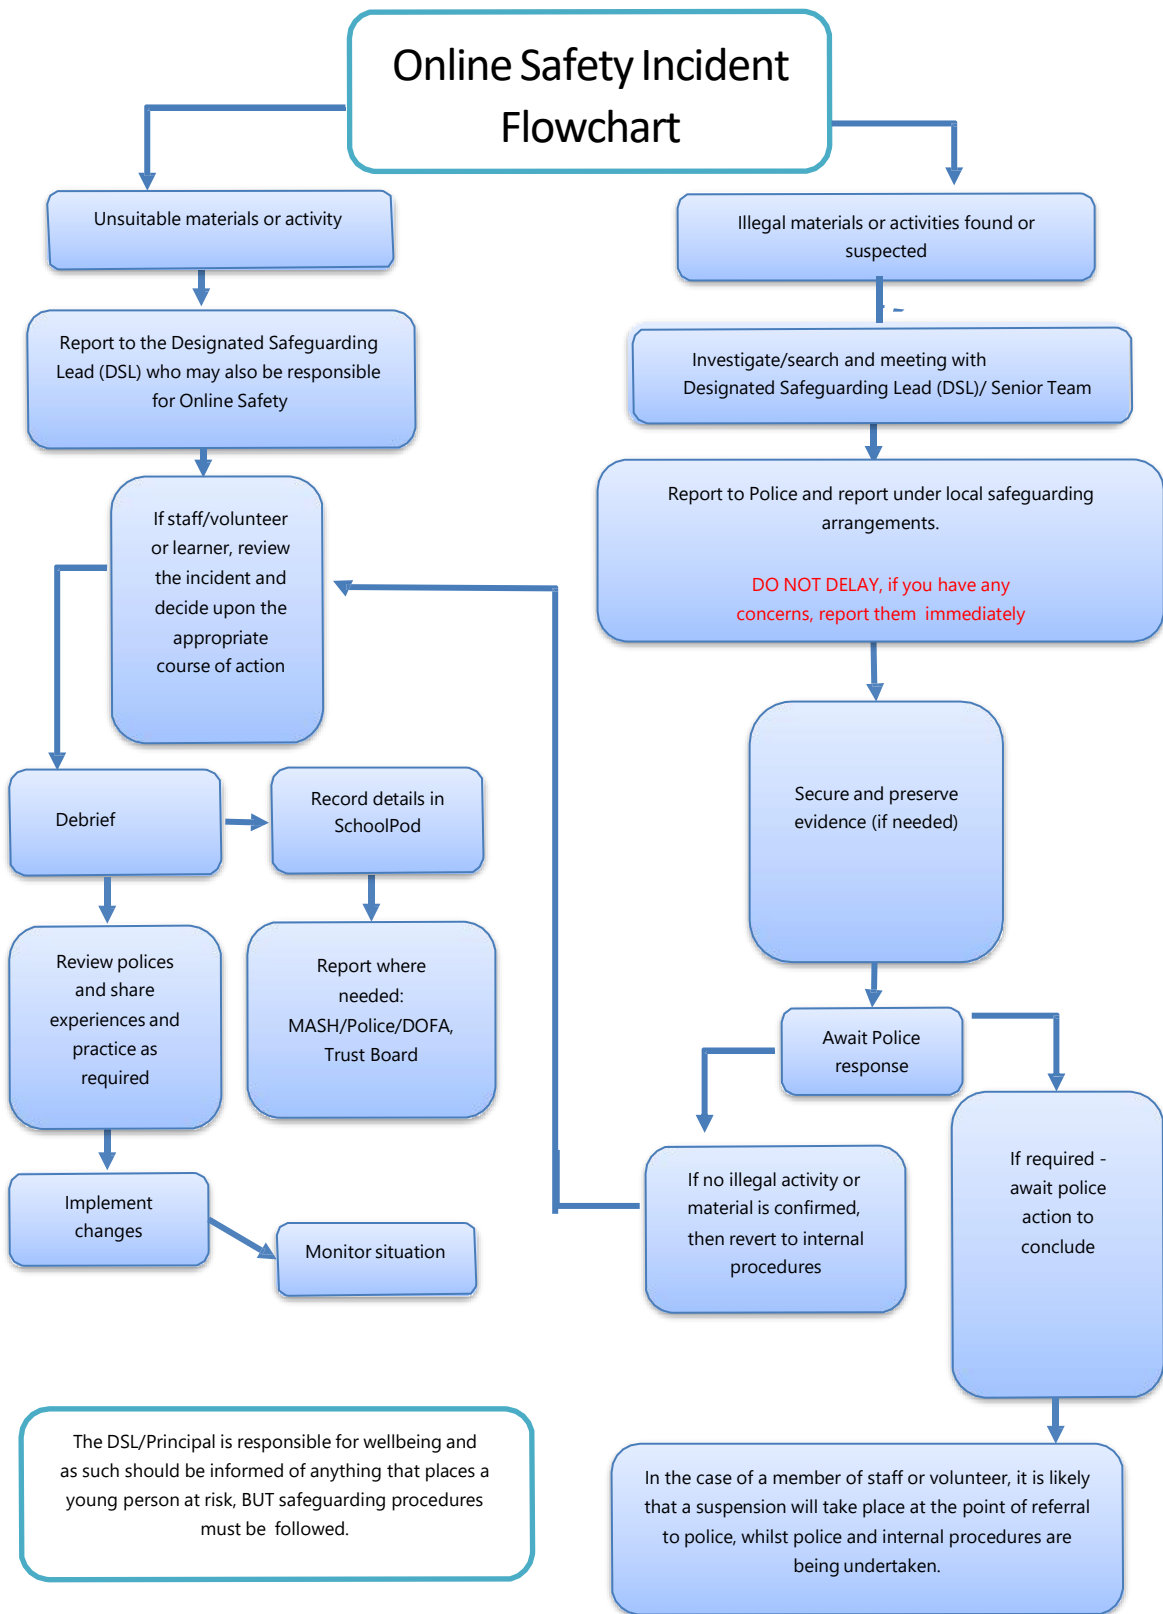 Online Safety Incident
Flowchart
Unsuitable materials or activity
Report to the Designated Safeguarding
Lead (DSL) who may also be responsible
for Online Safety
If staff/volunteer
or learner, review
the incident and
decide upon the
appropriate
course of action
Debrief
Record details in
SchoolPod
Review polices
and share
experiences and
practice as
required
Report where
needed:
MASH/Police/DOFA,
Trust Board
Implement
changes
Monitor situation
Illegal materials or activities found or
suspected
Investigate/search and meeting with
Designated Safeguarding Lead (DSL)/ Senior Team
Report to Police and report under local safeguarding
arrangements.
DO NOT DELAY, if you have any
concerns, report them immediately
Secure and preserve
evidence (if needed)
Await Police
response
If no illegal activity or
material is confirmed,
then revert to internal
procedures
If required -
await police
action to
conclude
In the case of a member of staff or volunteer, it is likely
that a suspension will take place at the point of referral
to police, whilst police and internal procedures are
being undertaken.
The DSL/Principal is responsible for wellbeing and
as such should be informed of anything that places a
young person at risk, BUT safeguarding procedures
must be followed.